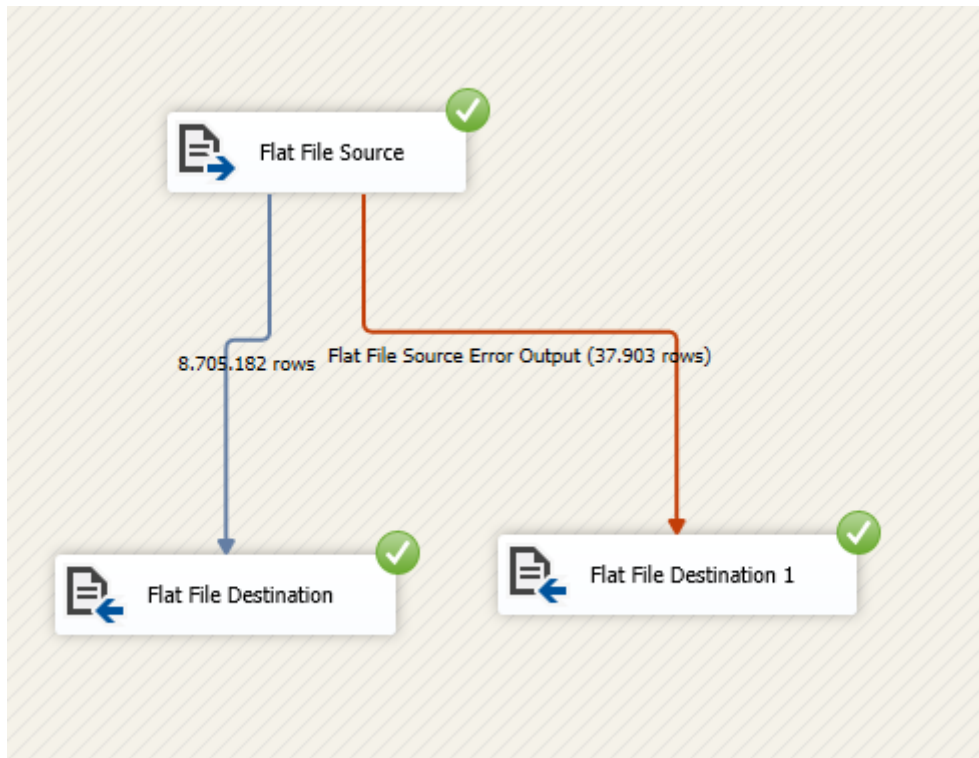 Flat File Source
8.705.182 rows
Flat File Source Error Output (37.903 rows)
Flat File Destination
Flat File Destination 1